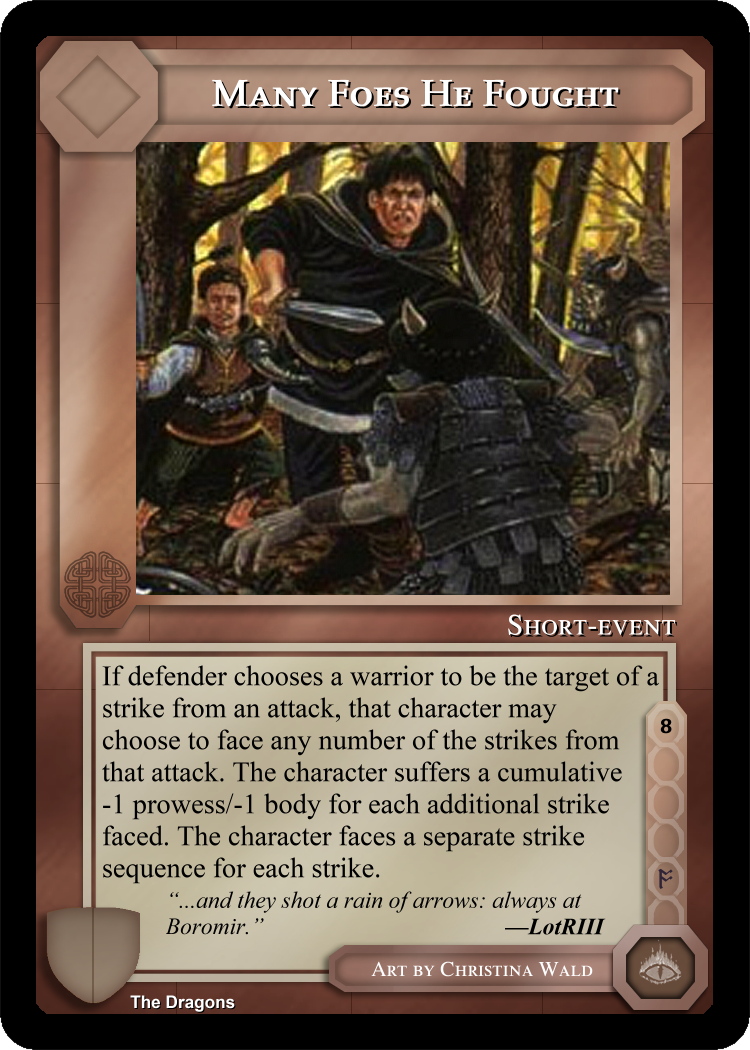 Many Foes He Fought
Short-event
If defender chooses a warrior to be the target of a
strike from an attack, that character may
choose to face any number of the strikes from
that attack. The character suffers a cumulative
-1 prowess/-1 body for each additional strike
faced. The character faces a separate strike
sequence for each strike.
8
“...and they shot a rain of arrows: always at
Boromir.” —LotRIII
Art by Christina Wald
The Dragons